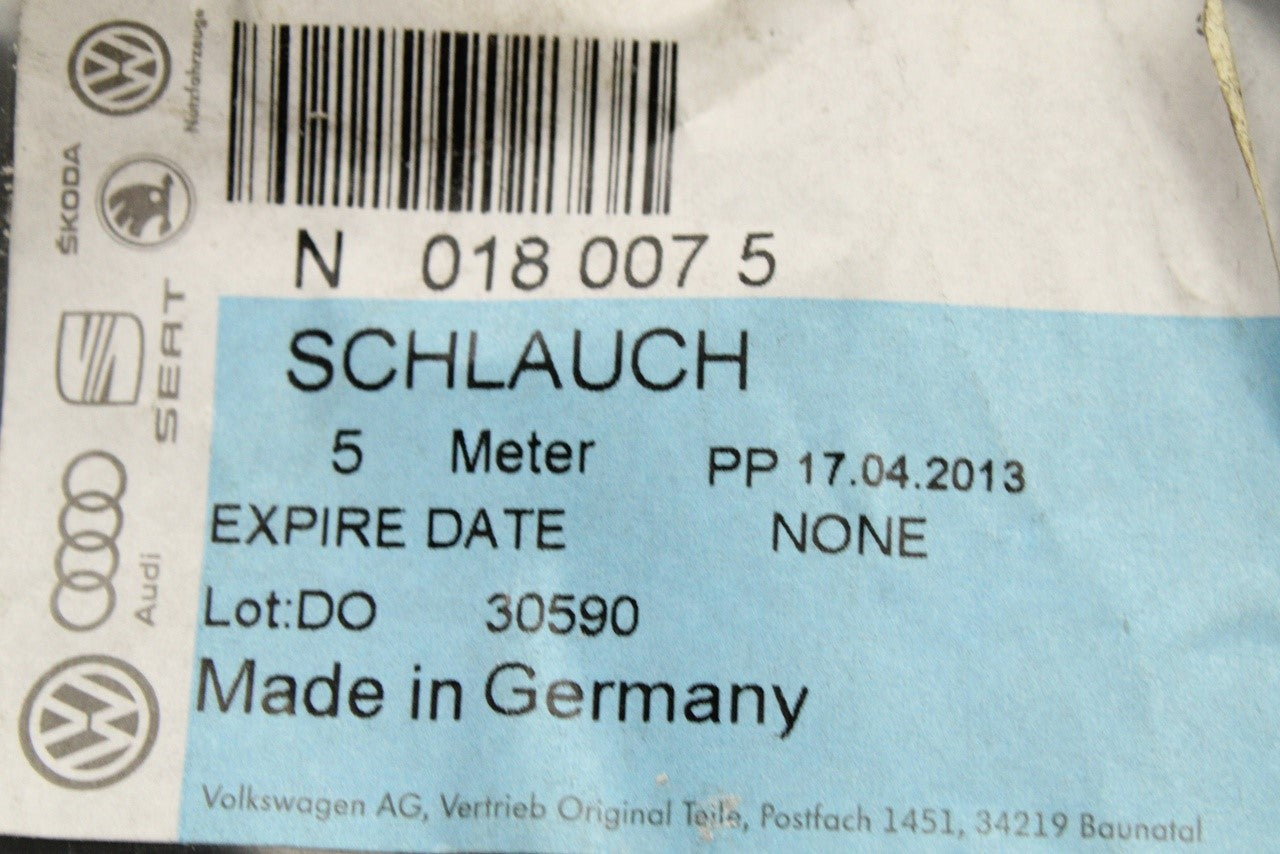 N 018 007 5
SCHLAUCH
5 Meter PP 17.04.2013
EXPIRE DATE NONE
Lot:DO 30590
Made in Germany
Volkswagen AG, Vertrieb Original Teile, Postfach 1451, 34219 Baunatal
Nutzfahrzeuge
ŠKODA
SEAT
Audi